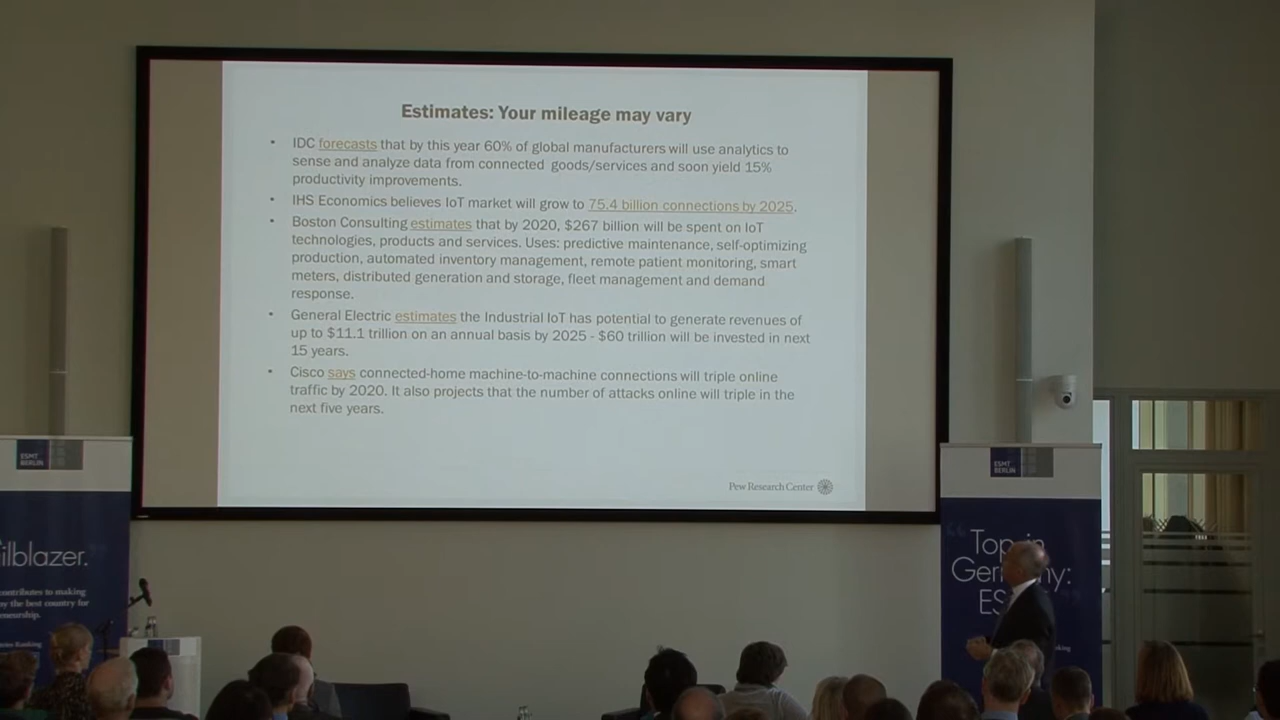 Estimates: Your mileage may vary
• IDC forecasts that by this year 60% of global manufacturers will use analytics to
sense and analyze data from connected goods/services and soon yield 15%
productivity improvements.
• IHS Economics believes IoT market will grow to 75.4 billion connections by 2025.
• Boston Consulting estimates that by 2020, $267 billion will be spent on IoT
technologies, products and services. Uses: predictive maintenance, self-optimizing
production, automated inventory management, remote patient monitoring, smart
meters, distributed generation and storage, fleet management and demand
response.
• General Electric estimates the Industrial IoT has potential to generate revenues of
up to $11.1 trillion on an annual basis by 2025 - $60 trillion will be invested in next
15 years.
• Cisco says connected-home machine-to-machine connections will triple online
traffic by 2020. It also projects that the number of attacks online will triple in the
next five years.
Pew Research Center
ESMT
BERLIN
ilblazer.
contributes to making
y the best country for
neurship.
Ranking
ESMT
BERLIN
Top in
Germany:
ES
king